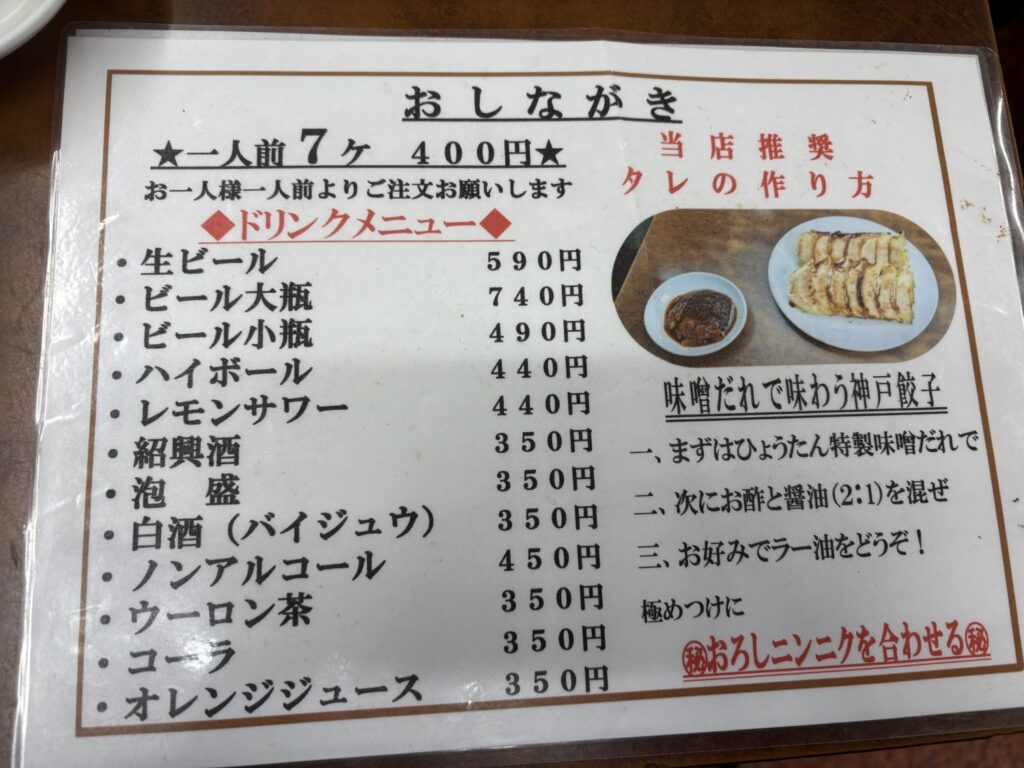 おしながき
★一人前７ケ　４００円★
お一人様一人前よりご注文お願いします
◆ドリンクメニュー◆
・生ビール　５９０円
・ビール大瓶　７４０円
・ビール小瓶　４９０円
・ハイボール　４４０円
・レモンサワー　４４０円
・紹興酒　３５０円
・泡　盛　３５０円
・白酒（バイジュウ）　３５０円
・ノンアルコール　４５０円
・ウーロン茶　３５０円
・コーラ　３５０円
・オレンジジュース　３５０円
当店推奨
タレの作り方
味噌だれで味わう神戸餃子
一、まずはひょうたん特製味噌だれで
二、次にお酢と醤油(2:1)を混ぜ
三、お好みでラー油をどうぞ！
極めつけに
㊙おろしニンニクを合わせる㊙